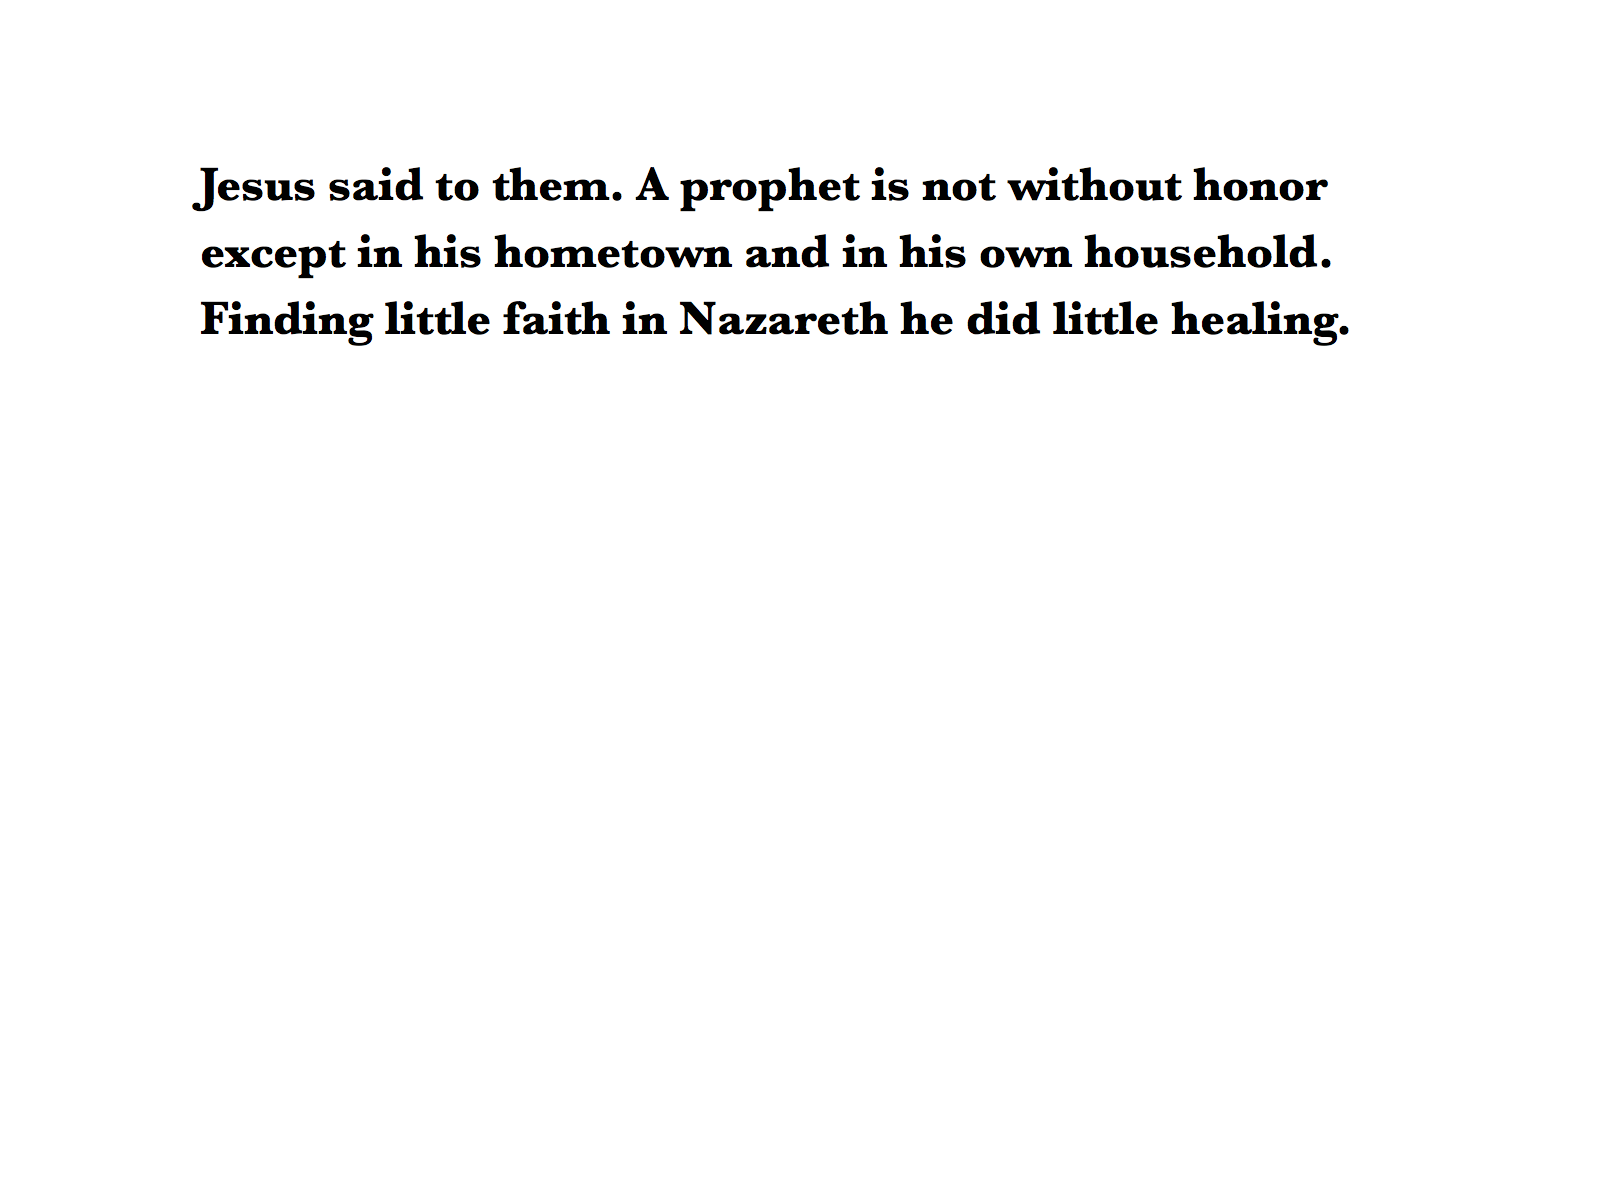 Jesus said to them. A prophet is not without honor
except in his hometown and in his own household.
Finding little faith in Nazareth he did little healing.